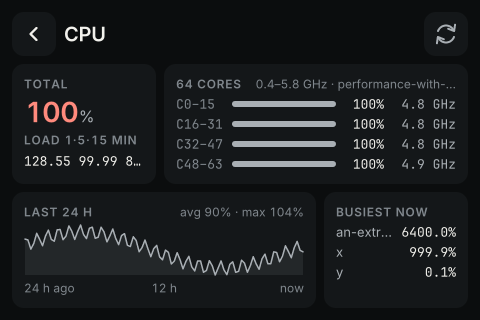 CPU
TOTAL
100%
LOAD 1·5·15 MIN
128.55 99.99 8…
64 CORES 0.4–5.8 GHz · performance-with-…
C0–15 100% 4.8 GHz
C16–31 100% 4.8 GHz
C32–47 100% 4.8 GHz
C48–63 100% 4.9 GHz
LAST 24 H avg 90% · max 104%
24 h ago 12 h now
BUSIEST NOW
an-extr… 6400.0%
x 999.9%
y 0.1%